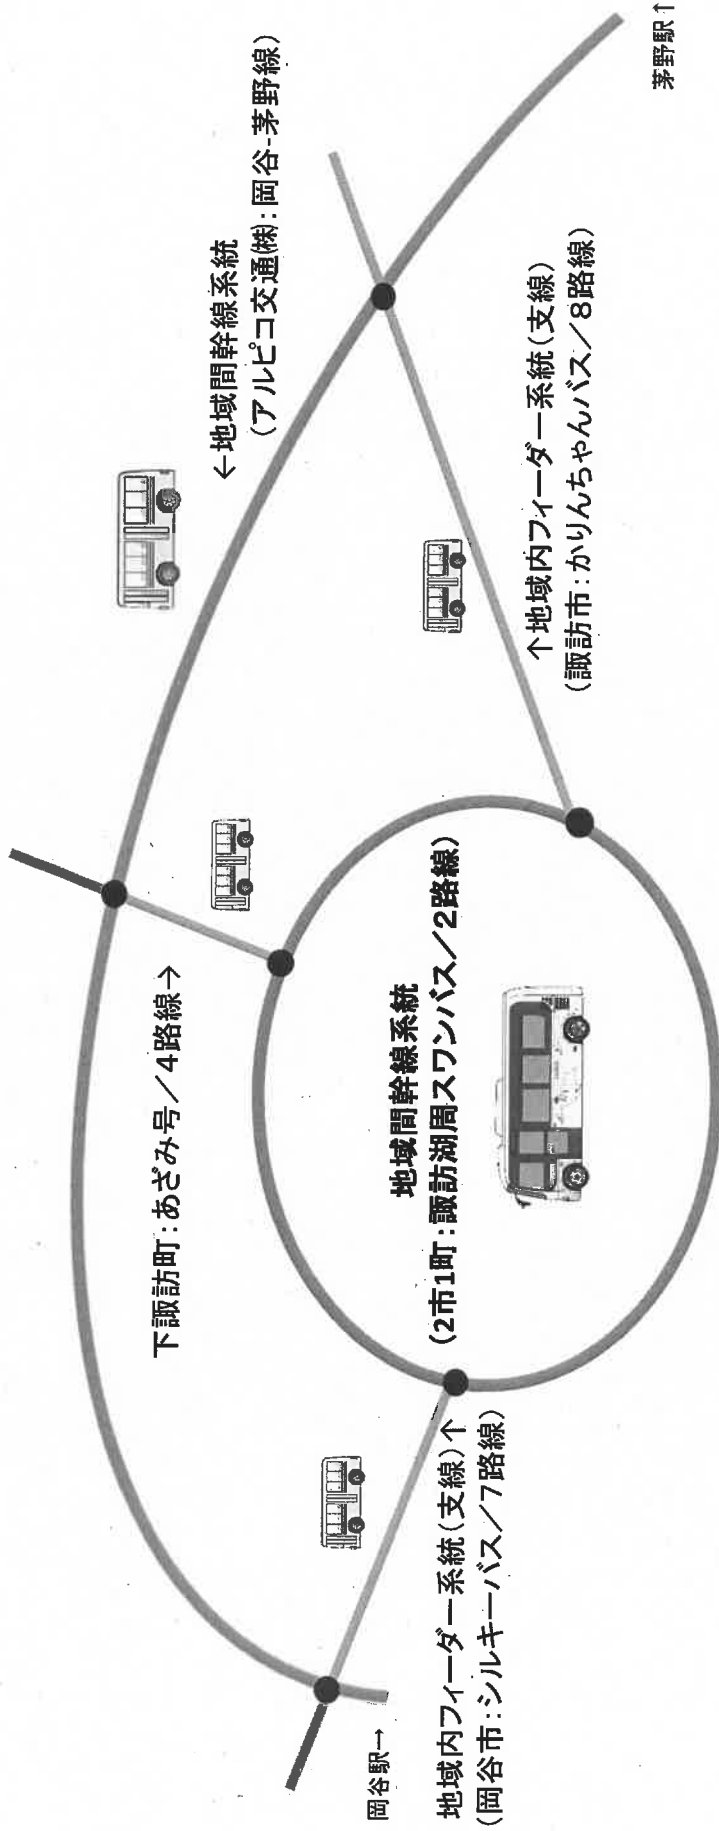 ←地域間幹線系統
(アルピコ交通㈱:岡谷-茅野線)
下諏訪町:あざみ号/4路線→
地域間幹線系統
(2市1町:諏訪湖周スワンバス/2路線)
↑地域内フィーダー系統(支線)
(諏訪市:かりんちゃんバス/8路線)
茅野駅↑
岡谷駅→
地域内フィーダー系統(支線)↑
(岡谷市:シルキーバス/7路線)